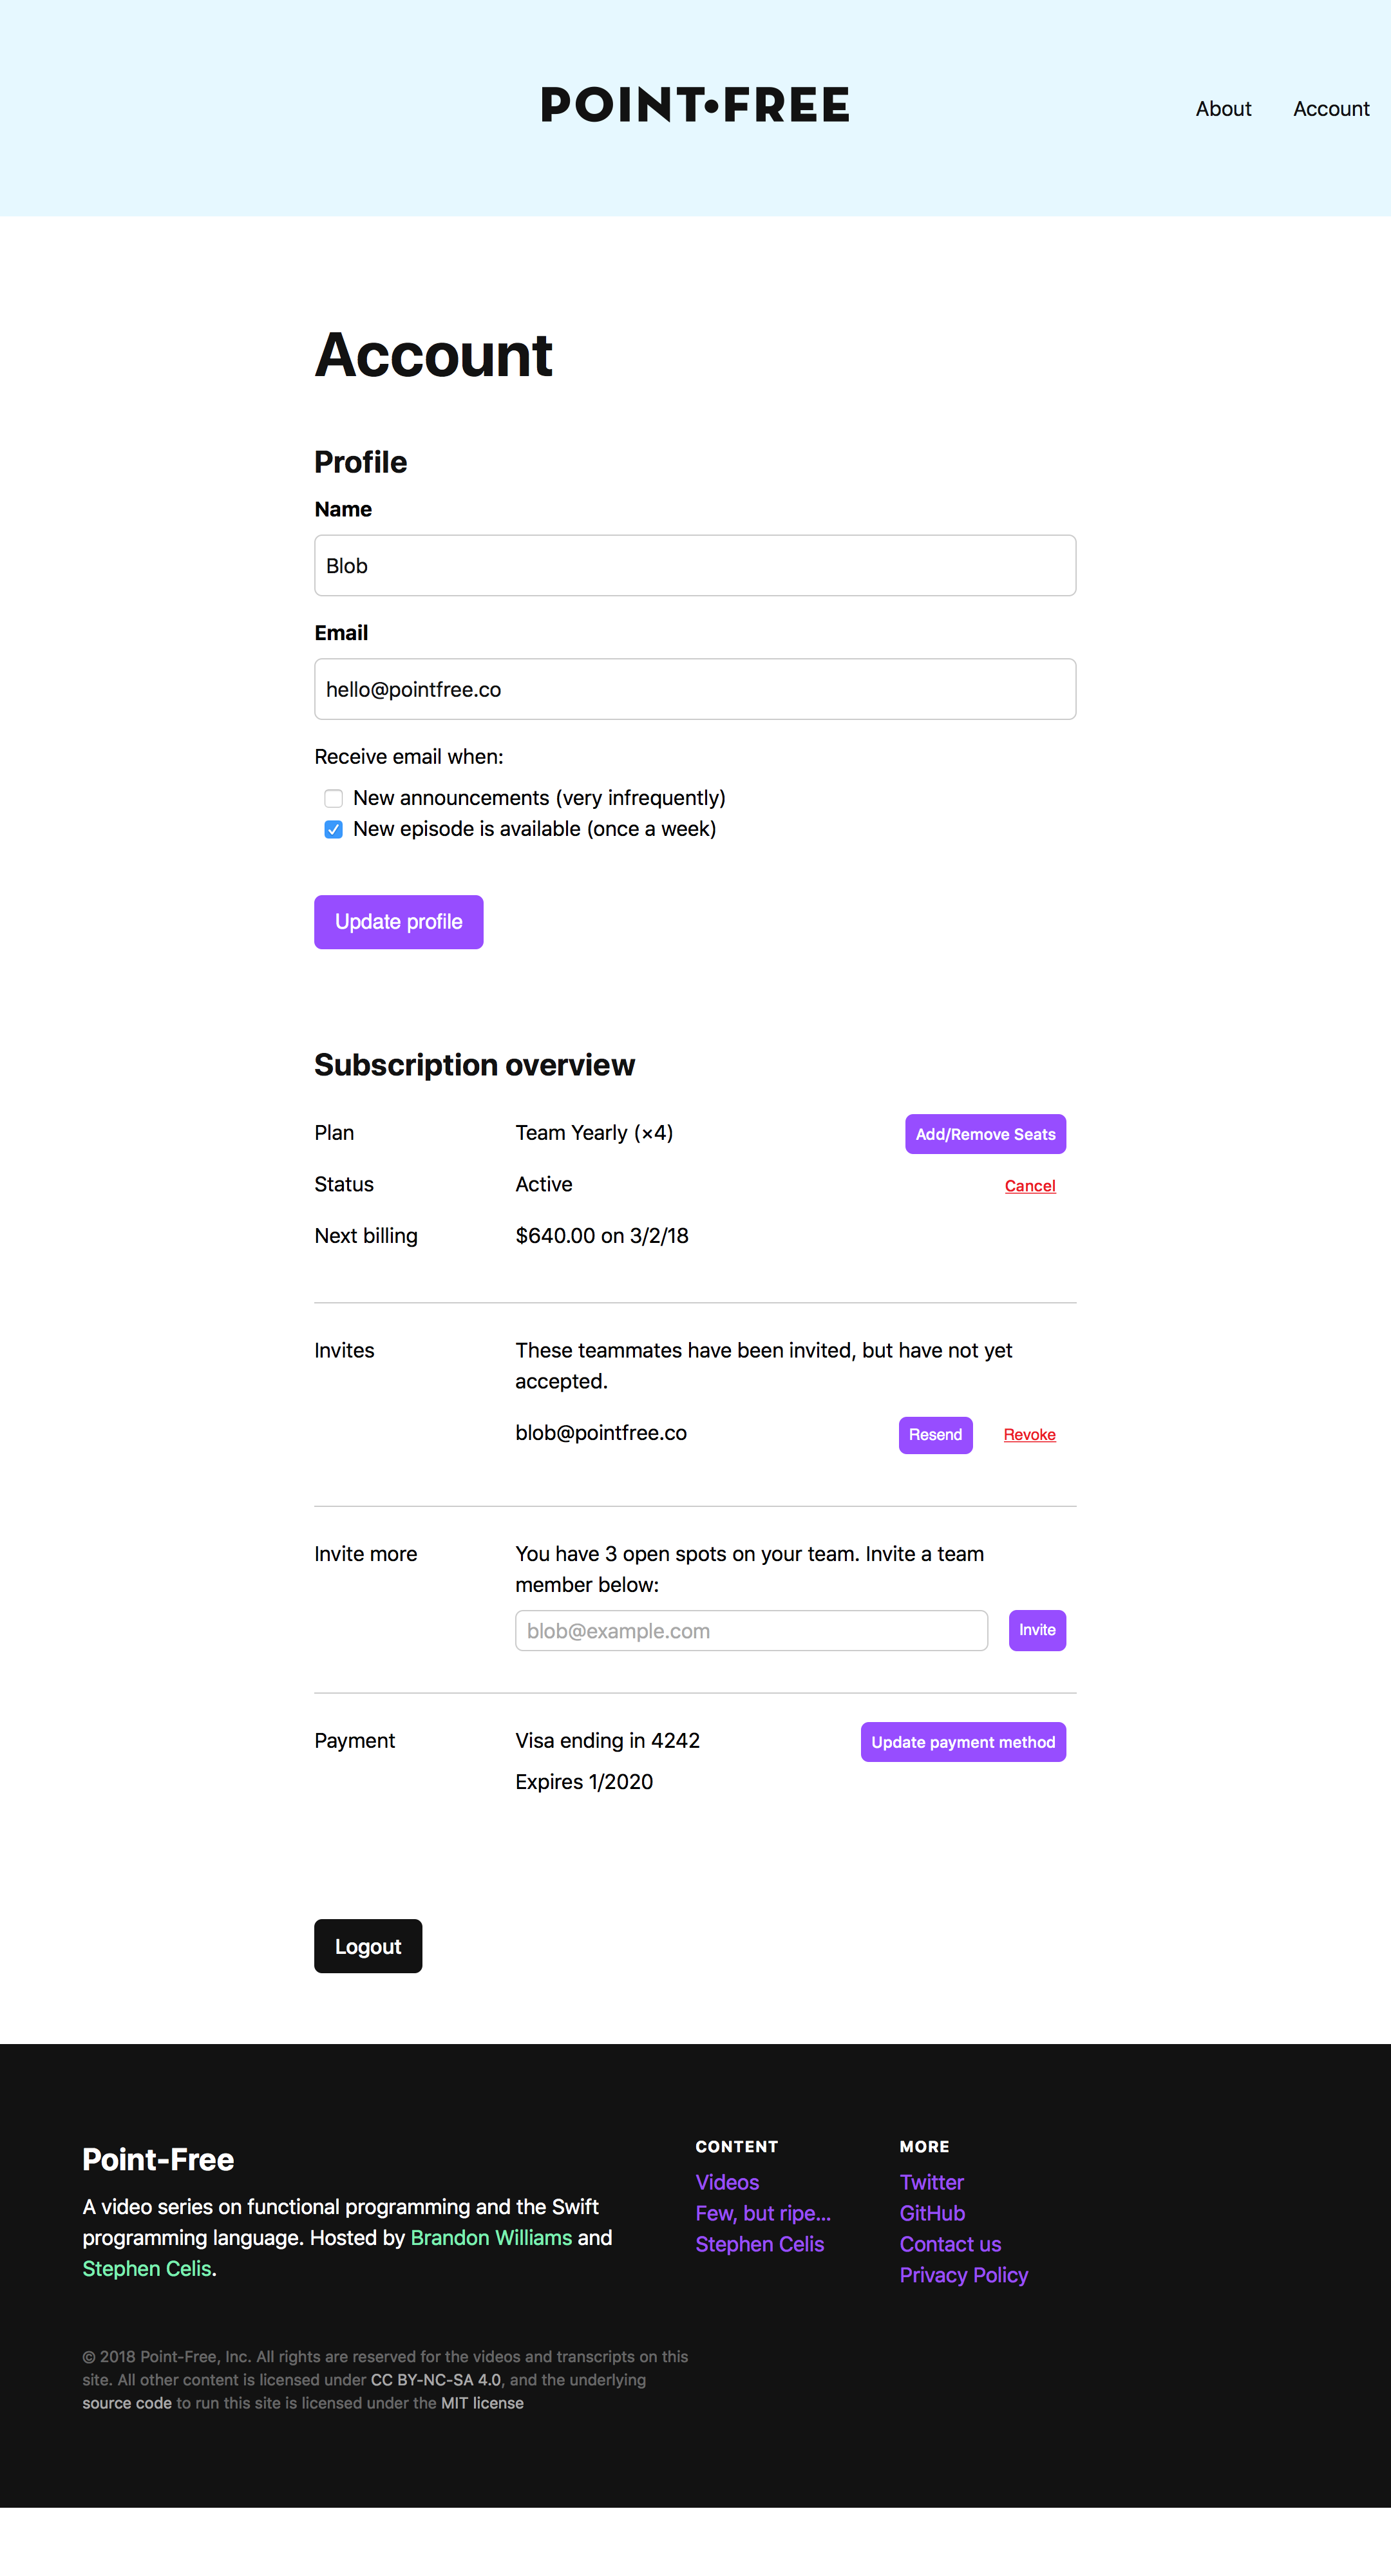 POINT•FREE
About
Account
Account
Profile
Name
Blob
Email
hello@pointfree.co
Receive email when:
New announcements (very infrequently)
New episode is available (once a week)
Update profile
Subscription overview
Plan
Team Yearly (×4)
Add/Remove Seats
Status
Active
Cancel
Next billing
$640.00 on 3/2/18
Invites
These teammates have been invited, but have not yet
accepted.
blob@pointfree.co
Resend
Revoke
Invite more
You have 3 open spots on your team. Invite a team
member below:
blob@example.com
Invite
Payment
Visa ending in 4242
Update payment method
Expires 1/2020
Logout
Point-Free
A video series on functional programming and the Swift
programming language. Hosted by Brandon Williams and
Stephen Celis.
CONTENT
Videos
Few, but ripe...
Stephen Celis
MORE
Twitter
GitHub
Contact us
Privacy Policy
© 2018 Point-Free, Inc. All rights are reserved for the videos and transcripts on this
site. All other content is licensed under CC BY-NC-SA 4.0, and the underlying
source code to run this site is licensed under the MIT license